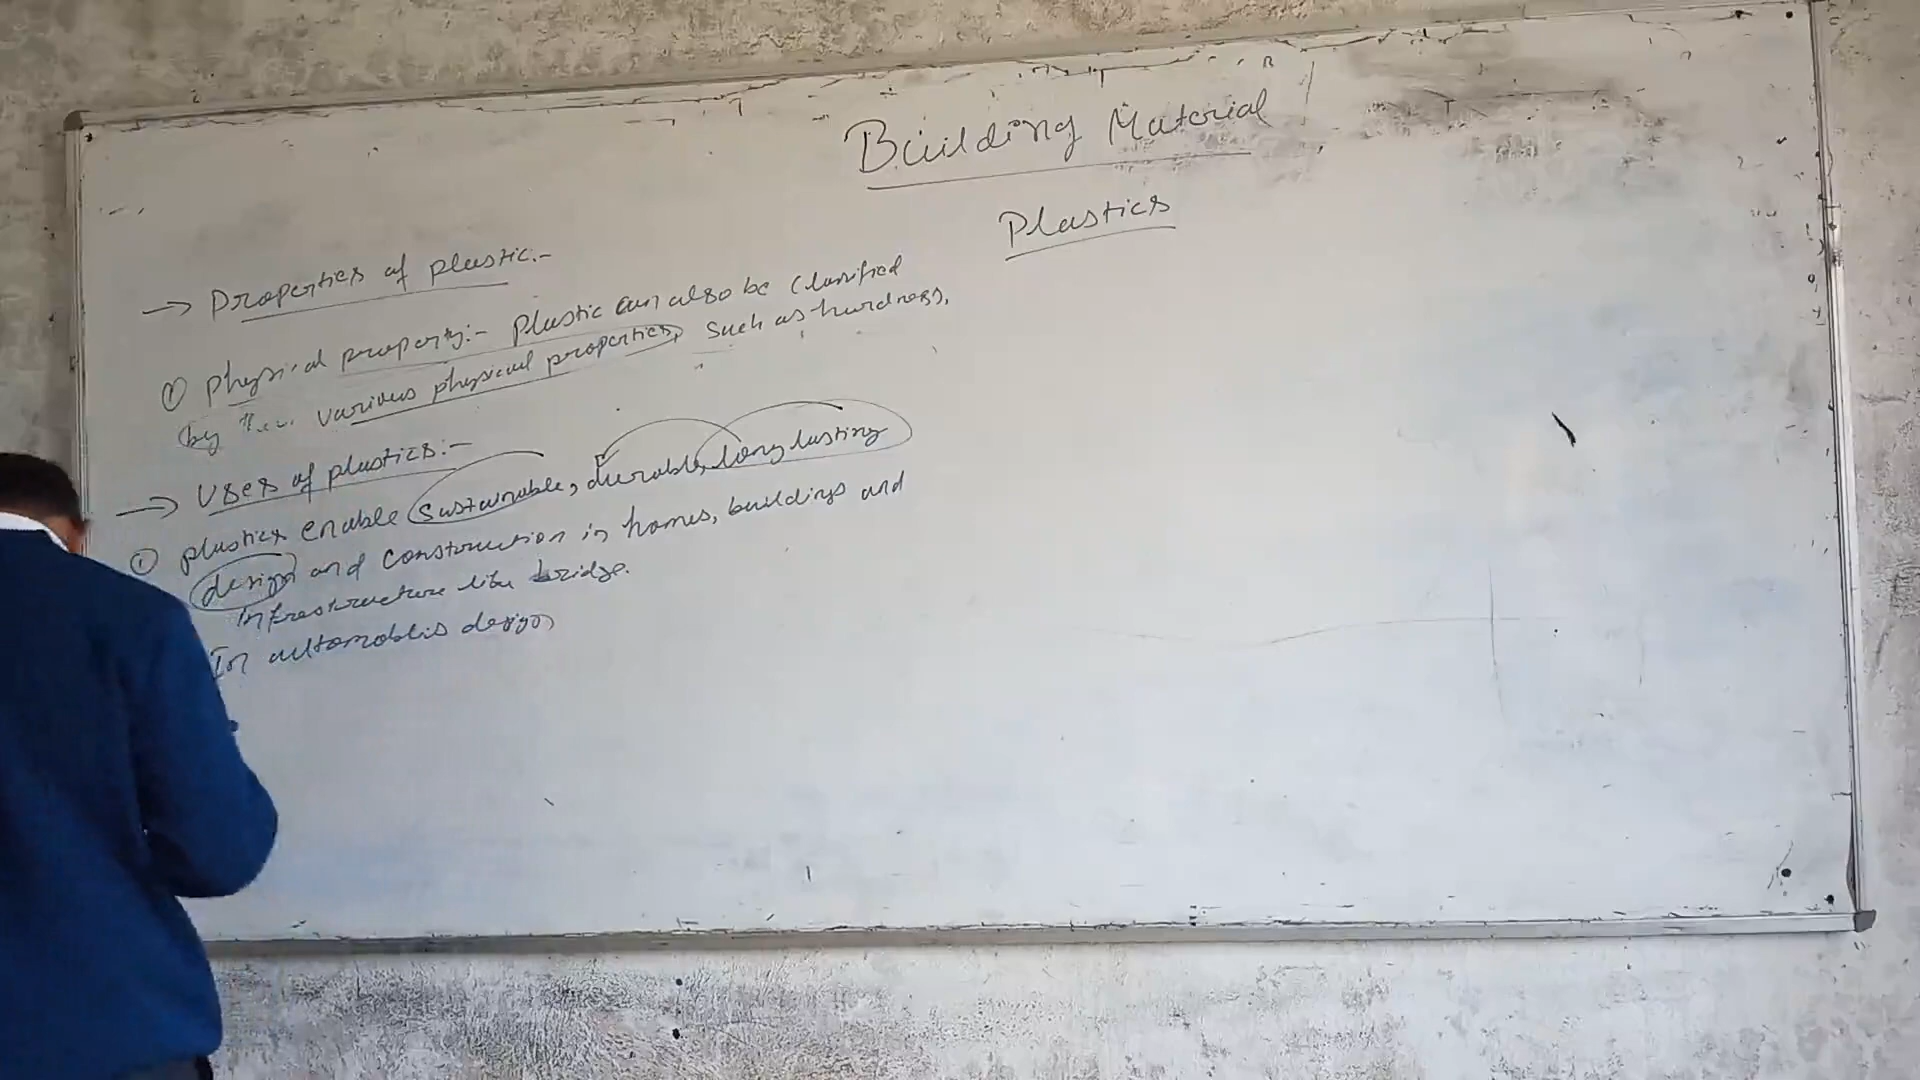 Building Material
Plastics
→ Properties of plastic:-
① physical property:- plastic can also be classified
by their various physical properties, such as hardness,
→ Uses of plastics:-
① plastics enable sustainable, durable, long lasting
design and construction in homes, buildings and
infrastructure like bridge.
In automoblis design